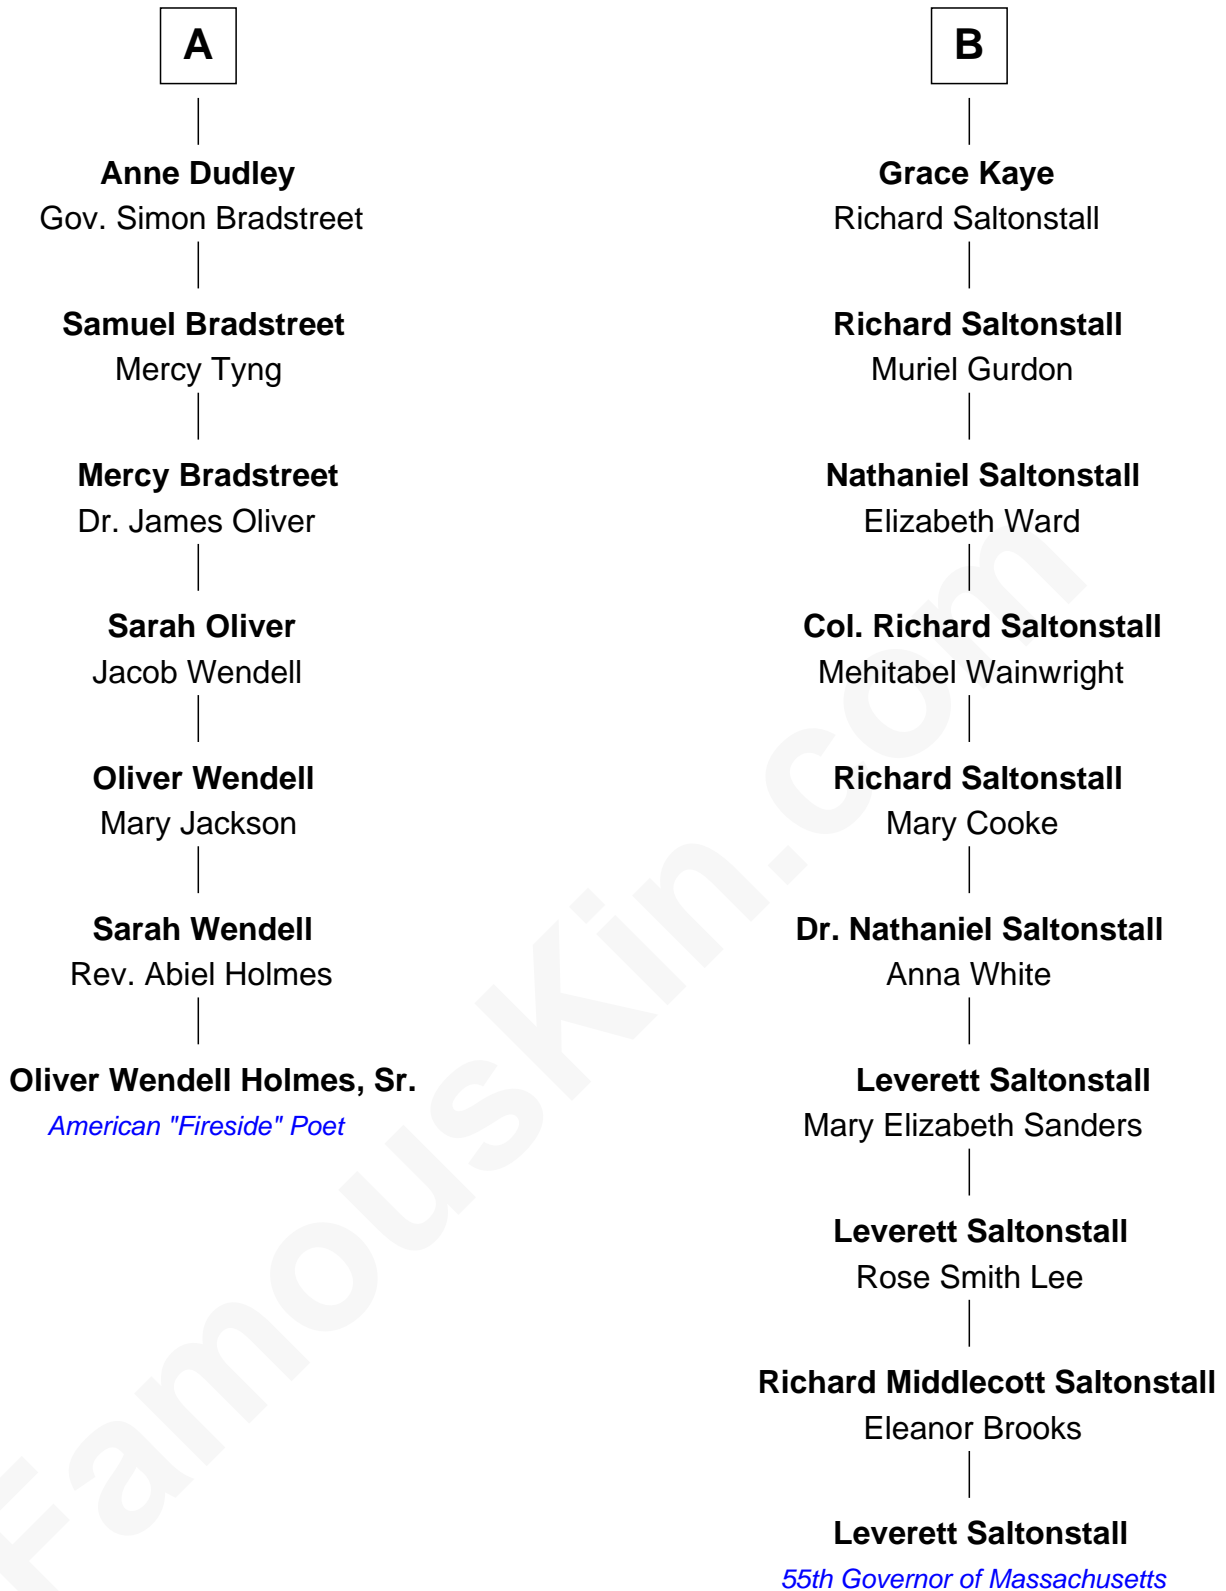 A
Anne Dudley
Gov. Simon Bradstreet
Samuel Bradstreet
Mercy Tyng
Mercy Bradstreet
Dr. James Oliver
Sarah Oliver
Jacob Wendell
Oliver Wendell
Mary Jackson
Sarah Wendell
Rev. Abiel Holmes
Oliver Wendell Holmes, Sr.
American "Fireside" Poet
B
Grace Kaye
Richard Saltonstall
Richard Saltonstall
Muriel Gurdon
Nathaniel Saltonstall
Elizabeth Ward
Col. Richard Saltonstall
Mehitabel Wainwright
Richard Saltonstall
Mary Cooke
Dr. Nathaniel Saltonstall
Anna White
Leverett Saltonstall
Mary Elizabeth Sanders
Leverett Saltonstall
Rose Smith Lee
Richard Middlecott Saltonstall
Eleanor Brooks
Leverett Saltonstall
55th Governor of Massachusetts
FamousKin.com